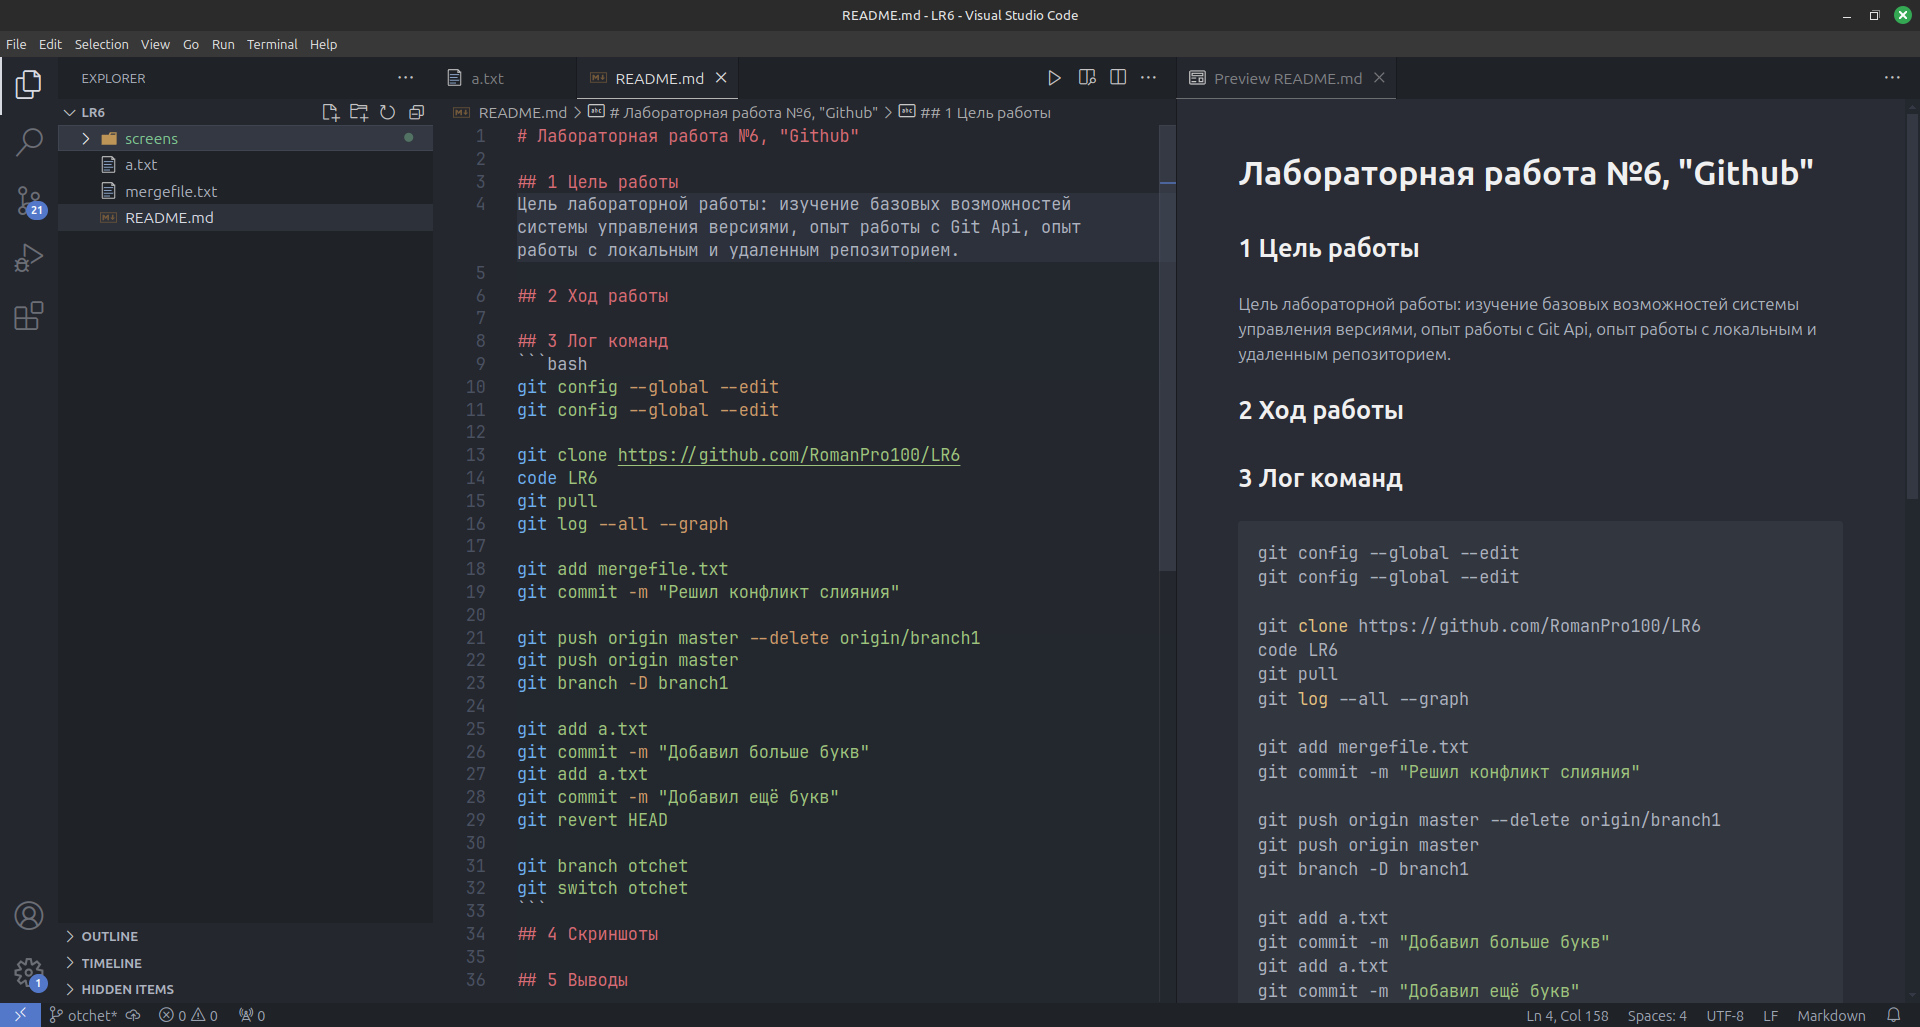 README.md - LR6 - Visual Studio Code
File Edit Selection View Go Run Terminal Help
EXPLORER
LR6
screens
a.txt
mergefile.txt
README.md
OUTLINE
TIMELINE
HIDDEN ITEMS
21
1
a.txt
README.md
README.md > # Лабораторная работа №6, "Github" > ## 1 Цель работы
1 # Лабораторная работа №6, "Github"
2
3 ## 1 Цель работы
4 Цель лабораторной работы: изучение базовых возможностей
системы управления версиями, опыт работы с Git Api, опыт
работы с локальным и удаленным репозиторием.
5
6 ## 2 Ход работы
7
8 ## 3 Лог команд
9 ```bash
10 git config --global --edit
11 git config --global --edit
12
13 git clone https://github.com/RomanPro100/LR6
14 code LR6
15 git pull
16 git log --all --graph
17
18 git add mergefile.txt
19 git commit -m "Решил конфликт слияния"
20
21 git push origin master --delete origin/branch1
22 git push origin master
23 git branch -D branch1
24
25 git add a.txt
26 git commit -m "Добавил больше букв"
27 git add a.txt
28 git commit -m "Добавил ещё букв"
29 git revert HEAD
30
31 git branch otchet
32 git switch otchet
33 ```
34 ## 4 Скриншоты
35
36 ## 5 Выводы
Preview README.md
Лабораторная работа №6, "Github"
1 Цель работы
Цель лабораторной работы: изучение базовых возможностей системы
управления версиями, опыт работы с Git Api, опыт работы с локальным и
удаленным репозиторием.
2 Ход работы
3 Лог команд
git config --global --edit
git config --global --edit
git clone https://github.com/RomanPro100/LR6
code LR6
git pull
git log --all --graph
git add mergefile.txt
git commit -m "Решил конфликт слияния"
git push origin master --delete origin/branch1
git push origin master
git branch -D branch1
git add a.txt
git commit -m "Добавил больше букв"
git add a.txt
git commit -m "Добавил ещё букв"
otchet* 0 0 0
Ln 4, Col 158 Spaces: 4 UTF-8 LF Markdown